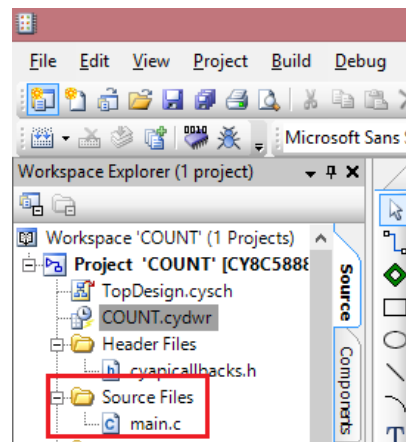 File Edit View Project Build Debug
Microsoft Sans
Workspace Explorer (1 project)
Workspace 'COUNT' (1 Projects)
Project 'COUNT' [CY8C5888
TopDesign.cysch
COUNT.cydwr
Header Files
cyapicallbacks.h
Source Files
main.c
Source
Components